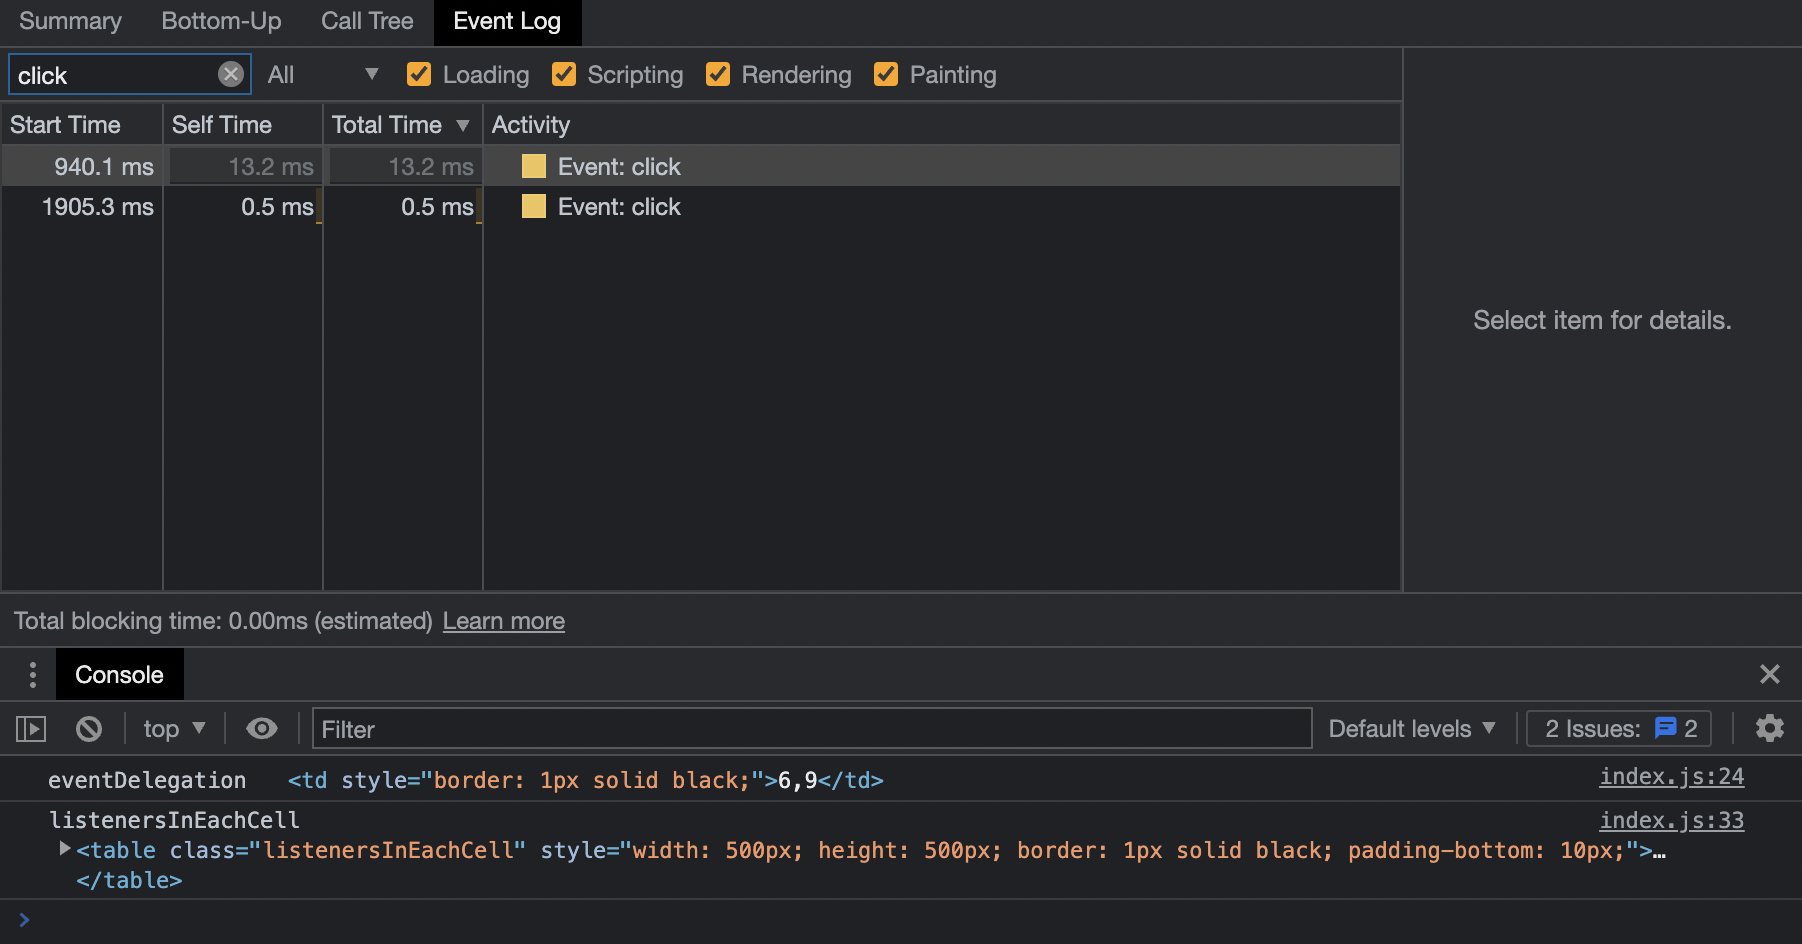 Summary Bottom-Up Call Tree Event Log
click All Loading Scripting Rendering Painting
Start Time Self Time Total Time Activity
940.1 ms 13.2 ms 13.2 ms Event: click
1905.3 ms 0.5 ms 0.5 ms Event: click
Select item for details.
Total blocking time: 0.00ms (estimated) Learn more
Console
top Filter Default levels 2 Issues: 2
eventDelegation <td style="border: 1px solid black;">6,9</td> index.js:24
listenersInEachCell index.js:33
<table class="listenersInEachCell" style="width: 500px; height: 500px; border: 1px solid black; padding-bottom: 10px;">…
</table>